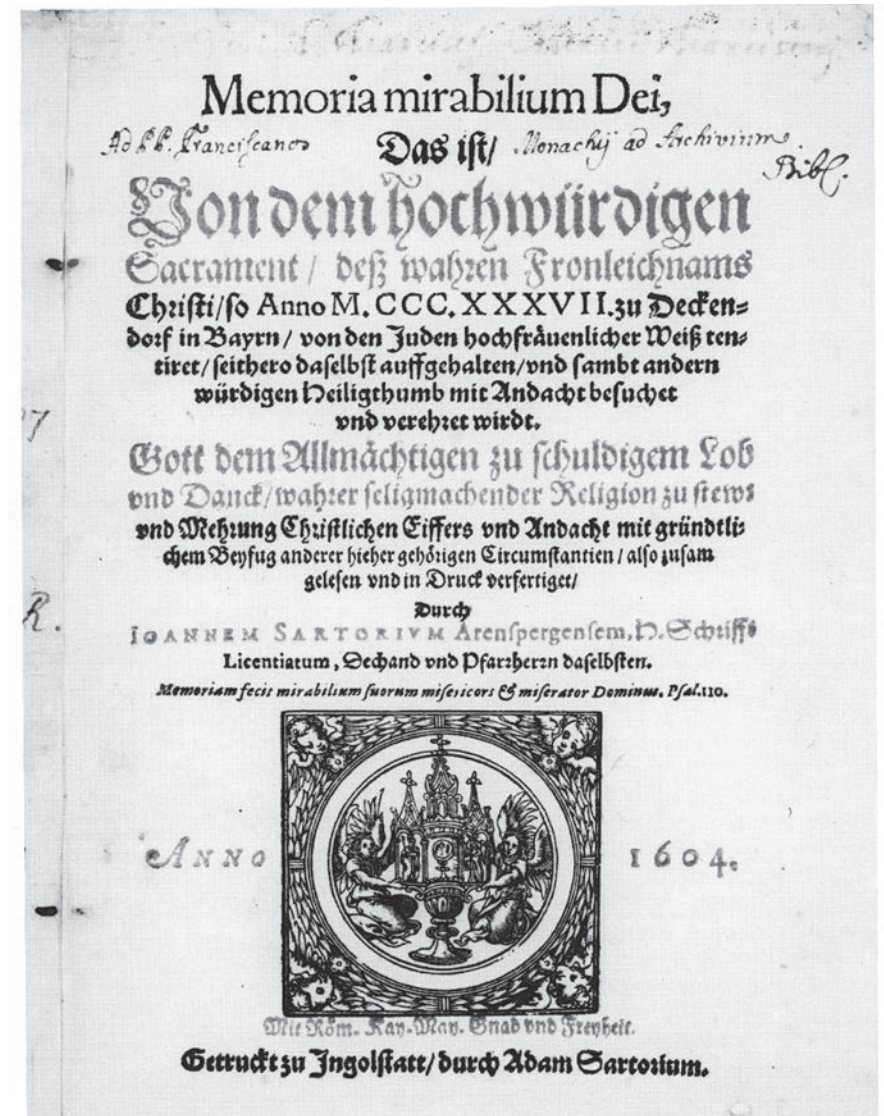 Memoria mirabilium Dei,
Ad P.P. Franciscanos Das ist/ Monachij ad Archivium
Bibl.
Von dem hochwürdigen
Sacrament / deß wahren Fronleichnams
Christi/so Anno M.CCC.XXXVII.zu Decken-
dorf in Bayrn/ von den Juden hochfräuenlicher Weiß ten-
tiret/seithero daselbst auffgehalten/vnd sambt andern
würdigen Heiligthumb mit Andacht besuchet
vnd verehret wirdt.
Gott dem Allmächtigen zu schuldigem Lob
vnd Danck/wahrer seligmachender Religion zu stewr
vnd Mehrung Christlichen Eiffers vnd Andacht mit gründtli-
chem Beyfug anderer hieher gehörigen Circumstantien/also zusam
gelesen vnd in Druck verfertiget/
7
R.
Durch
IOANNEM SARTORIVM Arenspergensem, H. Schrifft
Licentiatum, Dechand vnd Pfarrherrn daselbsten.
Memoriam fecit mirabilium suorum misericors & miserator Dominus. Psal.110.
ANNO 1604.
Mit Röm. Kay. May. Gnad vnd Freyheit.
Getruckt zu Ingolstatt/durch Adam Sartorium.